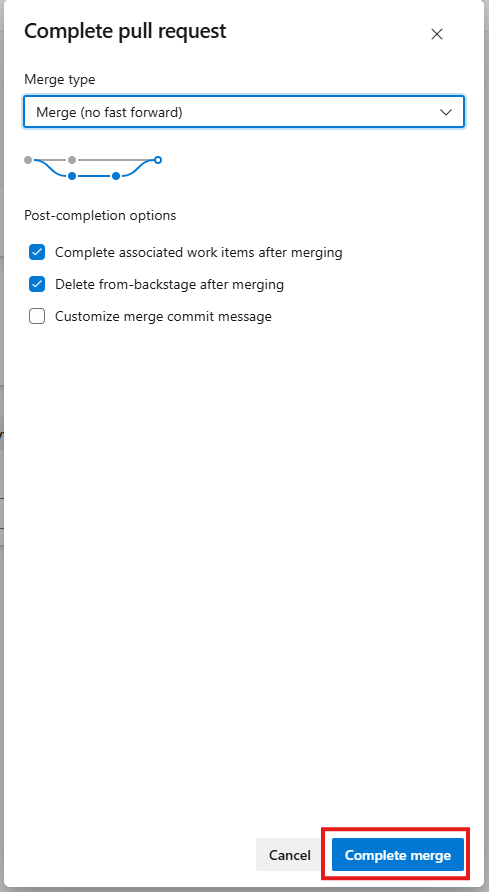 Complete pull request
Merge type
Merge (no fast forward)
Post-completion options
Complete associated work items after merging
Delete from-backstage after merging
Customize merge commit message
Cancel
Complete merge